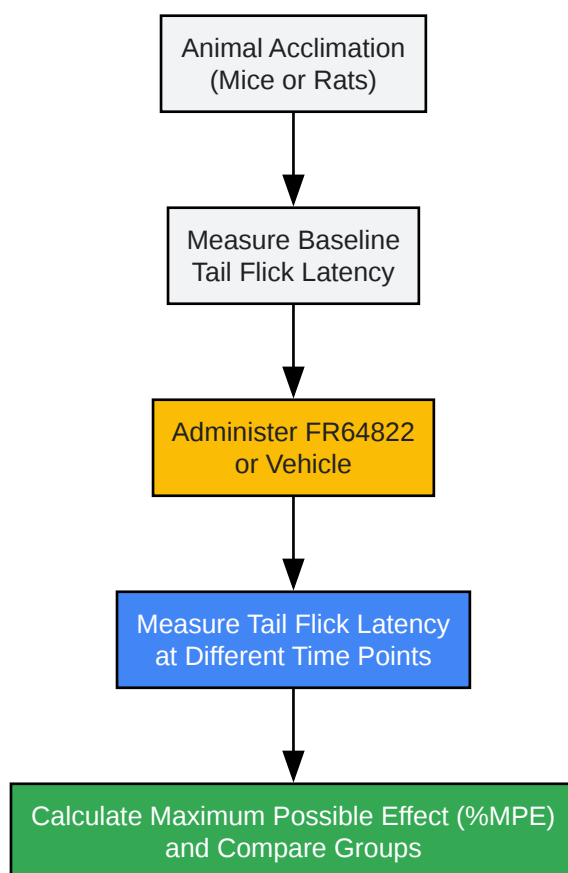 Animal Acclimation
(Mice or Rats)
Measure Baseline
Tail Flick Latency
Administer FR64822
or Vehicle
Measure Tail Flick Latency
at Different Time Points
Calculate Maximum Possible Effect (%MPE)
and Compare Groups